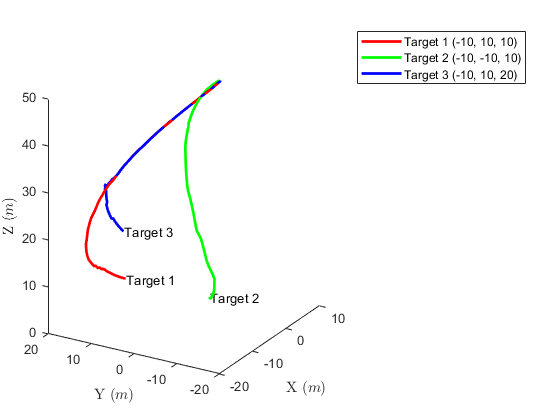 Target 1 (-10, 10, 10)
Target 2 (-10, -10, 10)
Target 3 (-10, 10, 20)
50
40
30
20
10
0
Z (m)
Target 3
Target 1
Target 2
20
10
0
-10
-20
Y (m)
-20
-10
0
10
X (m)